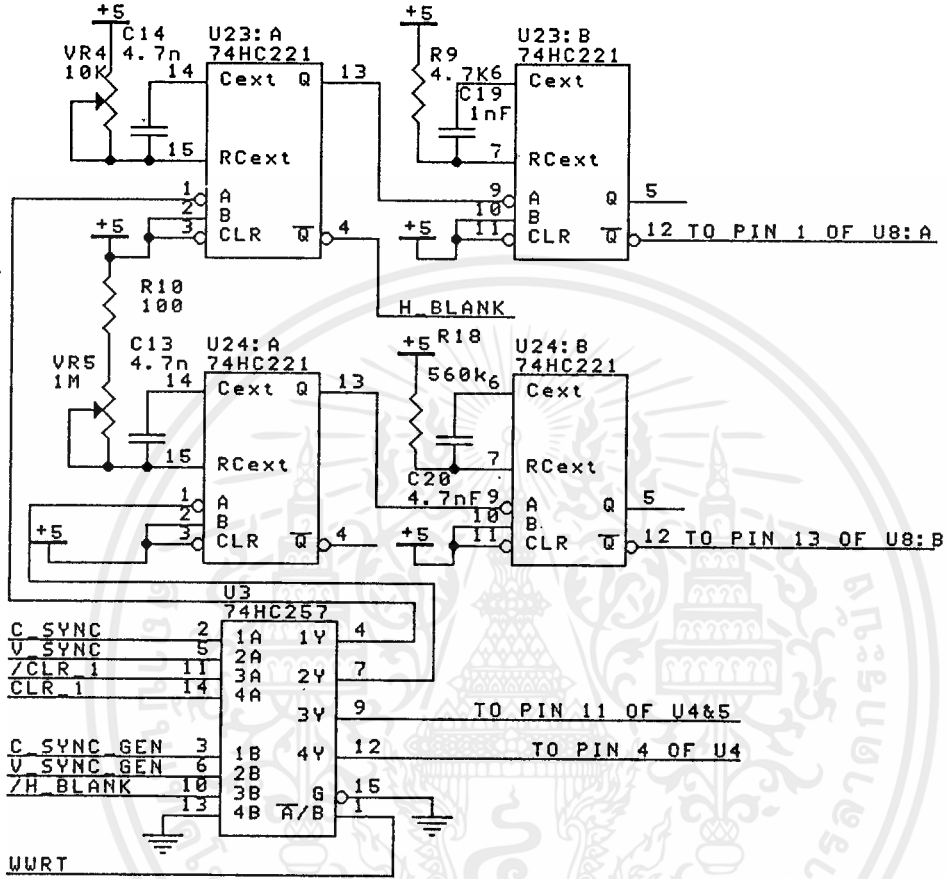 +5
C14
4.7n
VR4
10K
U23:A
74HC221
14 Cext Q 13
15 RCext
1 A
2 B
3 CLR Q 4
+5
H_BLANK
+5
R9
4.7K
C19
1nF
U23:B
74HC221
6 Cext
7 RCext
9 A Q 5
10 B
11 CLR Q 12 TO PIN 1 OF U8:A
+5
R10
100
VR5
1M
C13
4.7n
U24:A
74HC221
14 Cext Q 13
15 RCext
1 A
2 B
3 CLR Q 4
+5
+5
R18
560k
C20
4.7nF
U24:B
74HC221
6 Cext
7 RCext
9 A Q 5
10 B
11 CLR Q 12 TO PIN 13 OF U8:B
+5
U3
74HC257
C_SYNC 2 1A 1Y 4
V_SYNC 5 2A
/CLR_1 11 3A 2Y 7
CLR_1 14 4A
3Y 9 TO PIN 11 OF U4&5
C_SYNC_GEN 3 1B 4Y 12 TO PIN 4 OF U4
V_SYNC_GEN 6 2B
/H_BLANK 10 3B G 15
13 4B A/B 1
WWRT